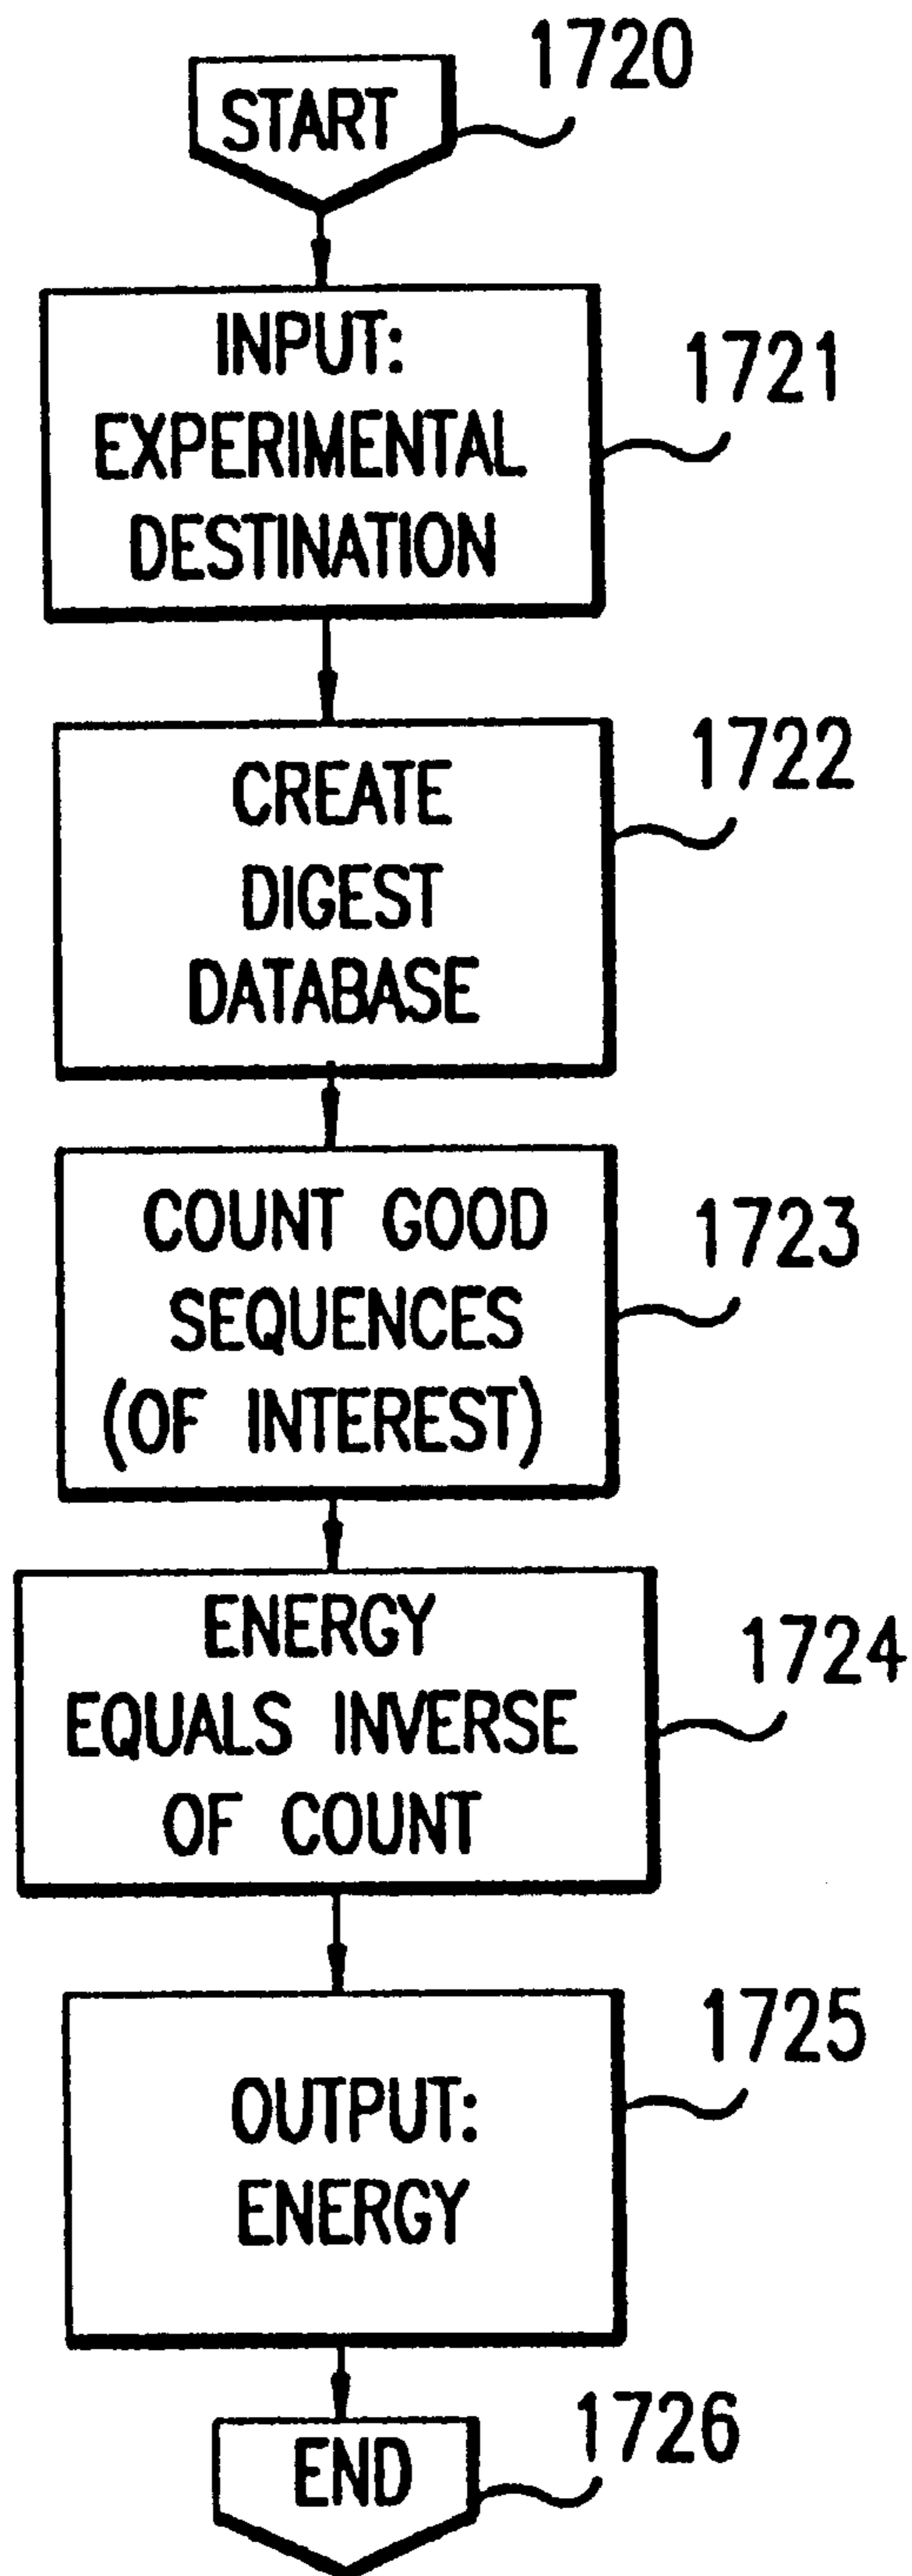 1720
START
INPUT:
EXPERIMENTAL
DESTINATION
1721
CREATE
DIGEST
DATABASE
1722
COUNT GOOD
SEQUENCES
(OF INTEREST)
1723
ENERGY
EQUALS INVERSE
OF COUNT
1724
OUTPUT:
ENERGY
1725
END
1726